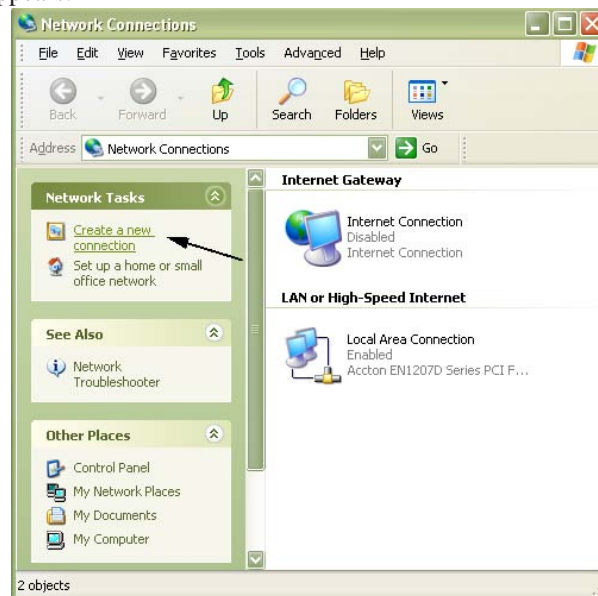 Network Connections
File Edit View Favorites Tools Advanced Help
Back Forward Up Search Folders Views
Address Network Connections Go
Network Tasks
Create a new
connection
Set up a home or small
office network
See Also
Network
Troubleshooter
Other Places
Control Panel
My Network Places
My Documents
My Computer
Internet Gateway
Internet Connection
Disabled
Internet Connection
LAN or High-Speed Internet
Local Area Connection
Enabled
Accton EN1207D Series PCI F...
2 objects